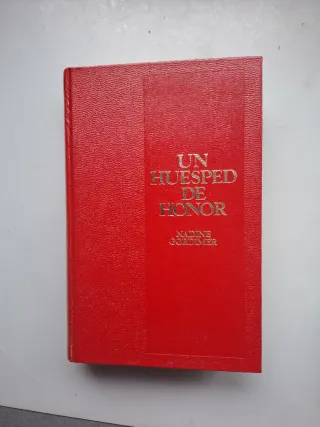 UN
HUESPED
DE
HONOR
NADINE
GORDIMER